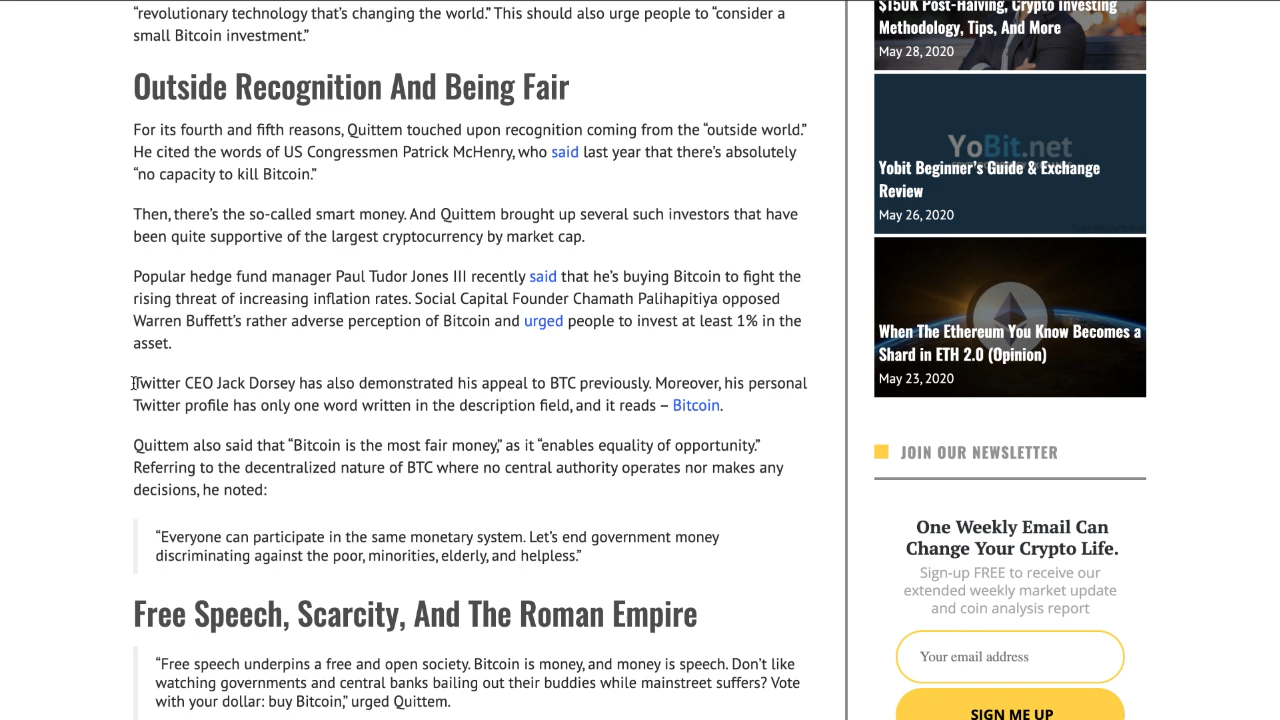 “revolutionary technology that’s changing the world.” This should also urge people to “consider a
small Bitcoin investment.”
Outside Recognition And Being Fair
For its fourth and fifth reasons, Quittem touched upon recognition coming from the “outside world.”
He cited the words of US Congressmen Patrick McHenry, who said last year that there’s absolutely
“no capacity to kill Bitcoin.”
Then, there’s the so-called smart money. And Quittem brought up several such investors that have
been quite supportive of the largest cryptocurrency by market cap.
Popular hedge fund manager Paul Tudor Jones III recently said that he’s buying Bitcoin to fight the
rising threat of increasing inflation rates. Social Capital Founder Chamath Palihapitiya opposed
Warren Buffett’s rather adverse perception of Bitcoin and urged people to invest at least 1% in the
asset.
Twitter CEO Jack Dorsey has also demonstrated his appeal to BTC previously. Moreover, his personal
Twitter profile has only one word written in the description field, and it reads – Bitcoin.
Quittem also said that “Bitcoin is the most fair money,” as it “enables equality of opportunity.”
Referring to the decentralized nature of BTC where no central authority operates nor makes any
decisions, he noted:
“Everyone can participate in the same monetary system. Let’s end government money
discriminating against the poor, minorities, elderly, and helpless.”
Free Speech, Scarcity, And The Roman Empire
“Free speech underpins a free and open society. Bitcoin is money, and money is speech. Don’t like
watching governments and central banks bailing out their buddies while mainstreet suffers? Vote
with your dollar: buy Bitcoin,” urged Quittem.
$150K Post-Halving, Crypto Investing
Methodology, Tips, And More
May 28, 2020
YoBit.net
Yobit Beginner’s Guide & Exchange
Review
May 26, 2020
When The Ethereum You Know Becomes a
Shard in ETH 2.0 (Opinion)
May 23, 2020
JOIN OUR NEWSLETTER
One Weekly Email Can
Change Your Crypto Life.
Sign-up FREE to receive our
extended weekly market update
and coin analysis report
Your email address
SIGN ME UP